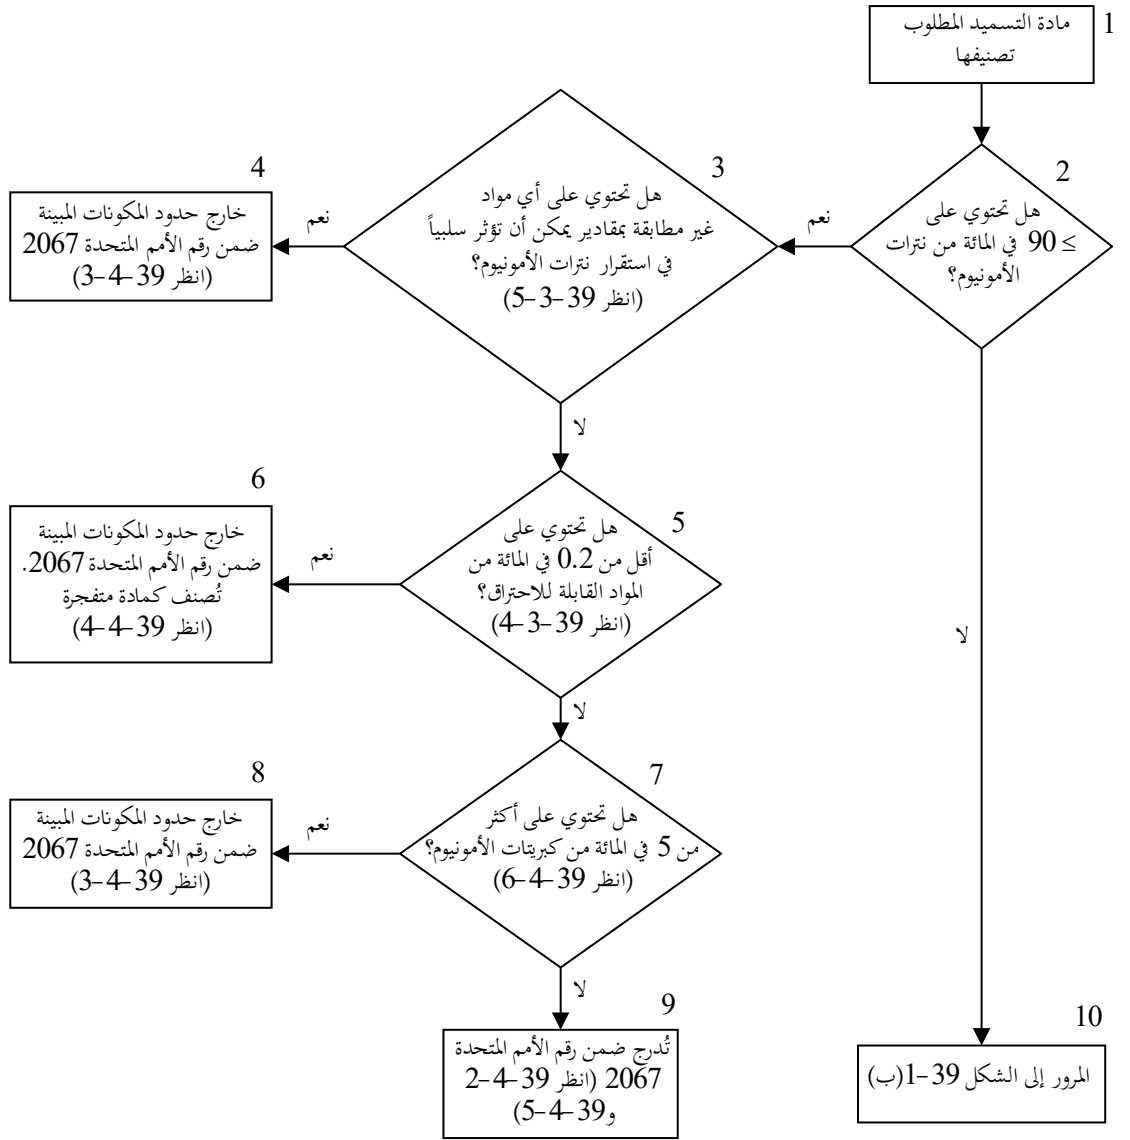 1
مادة التسميد المطلوب
تصنيفها
2
هل تحتوي على
≥ 90 في المائة من نترات
الأمونيوم؟
نعم
لا
3
هل تحتوي على أي مواد
غير مطابقة بمقادير يمكن أن تؤثر سلبياً
في استقرار نترات الأمونيوم؟
(انظر 39-3-5)
نعم
لا
4
خارج حدود المكونات المبينة
ضمن رقم الأمم المتحدة 2067
(انظر 39-4-3)
5
هل تحتوي على
أقل من 0.2 في المائة من
المواد القابلة للاحتراق؟
(انظر 39-3-4)
نعم
لا
6
خارج حدود المكونات المبينة
ضمن رقم الأمم المتحدة 2067.
تُصنف كمادة متفجرة
(انظر 39-4-4)
7
هل تحتوي على أكثر
من 5 في المائة من كبريتات الأمونيوم؟
(انظر 39-4-6)
نعم
لا
8
خارج حدود المكونات المبينة
ضمن رقم الأمم المتحدة 2067
(انظر 39-4-3)
9
تُدرج ضمن رقم الأمم المتحدة
2067 (انظر 39-4-2
و39-4-5)
10
المرور إلى الشكل 39-1(ب)